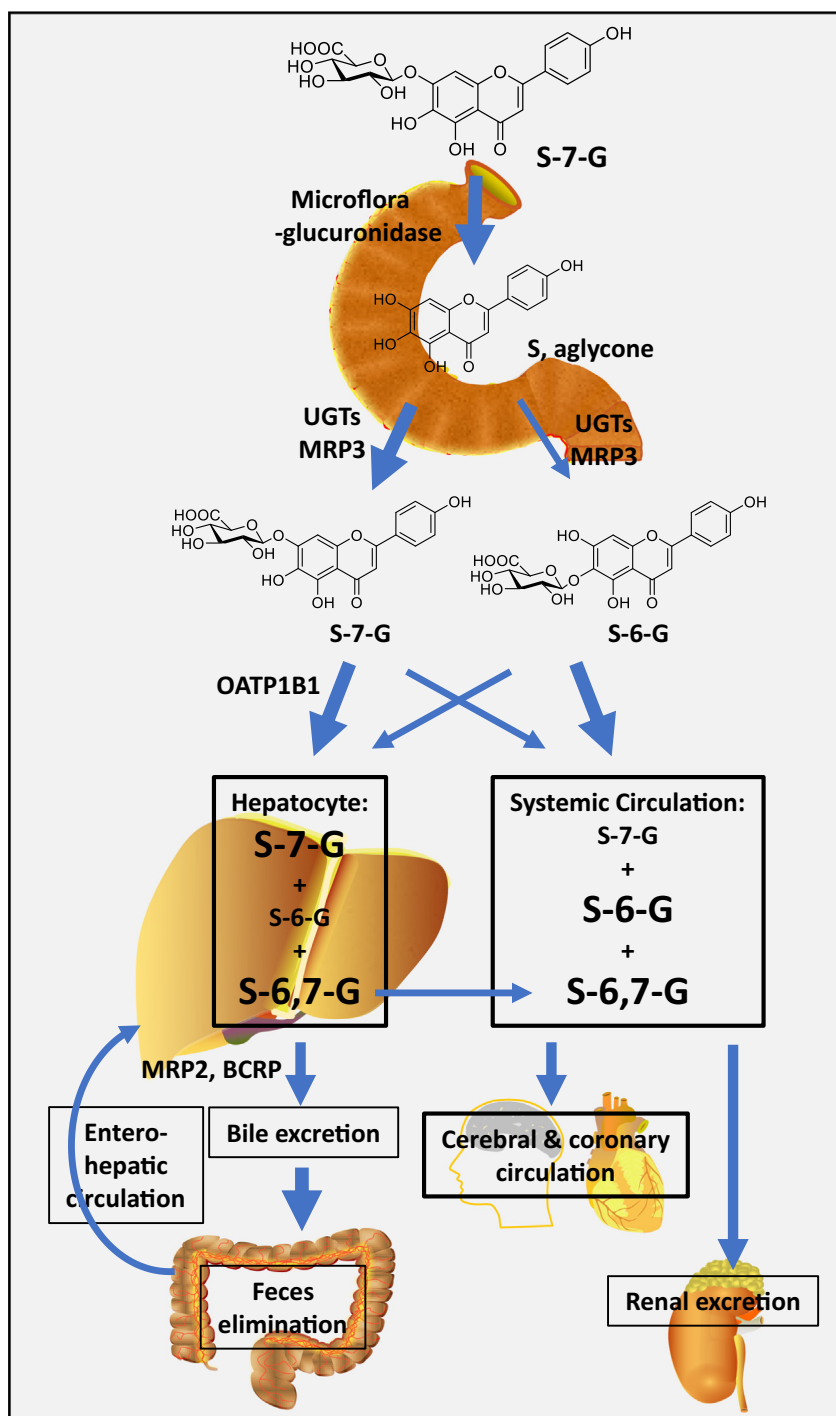 HOOC
HO
HO
OH
O
O
HO
OH
O
O
OH
S-7-G
Microflora
-glucuronidase
HO
HO
OH
O
O
OH
S, aglycone
UGTs
MRP3
UGTs
MRP3
HOOC
HO
HO
OH
O
O
HO
OH
O
O
OH
S-7-G
HO
HOOC
HO
HO
OH
O
O
OH
O
O
OH
S-6-G
OATP1B1
Hepatocyte:
S-7-G
+
S-6-G
+
S-6,7-G
Systemic Circulation:
S-7-G
+
S-6-G
+
S-6,7-G
MRP2, BCRP
Entero-
hepatic
circulation
Bile excretion
Cerebral & coronary
circulation
Feces
elimination
Renal excretion